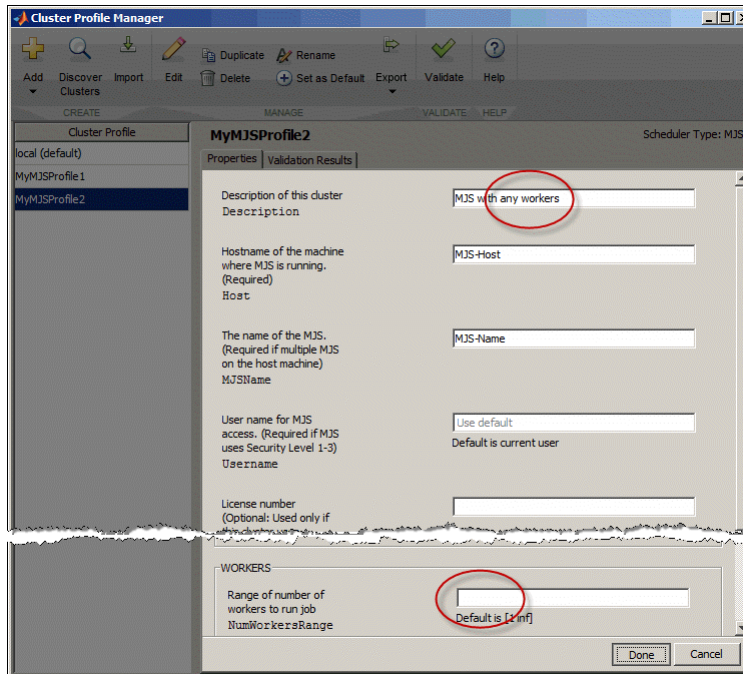 Cluster Profile Manager
Add Discover Clusters Import Edit Duplicate Rename Delete Set as Default Export Validate Help
CREATE MANAGE VALIDATE HELP
Cluster Profile
local (default)
MyMJSProfile1
MyMJSProfile2
MyMJSProfile2 Scheduler Type: MJS
Properties Validation Results
Description of this cluster
Description
MJS with any workers
Hostname of the machine
where MJS is running.
(Required)
Host
MJS-Host
The name of the MJS.
(Required if multiple MJS
on the host machine)
MJSName
MJS-Name
User name for MJS
access. (Required if MJS
uses Security Level 1-3)
Username
Use default
Default is current user
License number
(Optional: Used only if
WORKERS
Range of number of
workers to run job
NumWorkersRange
Default is [1 inf]
Done Cancel